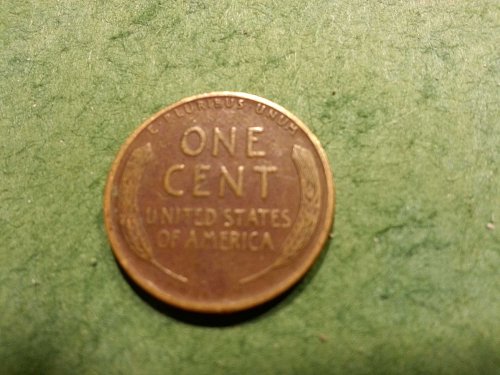 E PLURIBUS UNUM
ONE
CENT
UNITED STATES
OF AMERICA